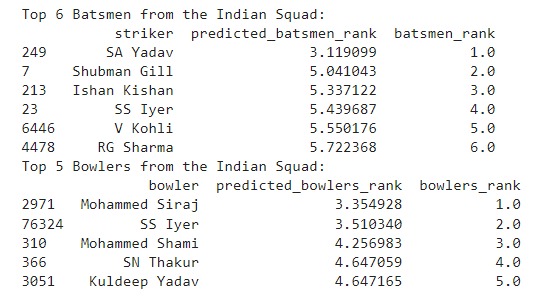 Top 6 Batsmen from the Indian Squad:
striker predicted_batsmen_rank batsmen_rank
249 SA Yadav 3.119099 1.0
7 Shubman Gill 5.041043 2.0
213 Ishan Kishan 5.337122 3.0
23 SS Iyer 5.439687 4.0
6446 V Kohli 5.550176 5.0
4478 RG Sharma 5.722368 6.0
Top 5 Bowlers from the Indian Squad:
bowler predicted_bowlers_rank bowlers_rank
2971 Mohammed Siraj 3.354928 1.0
76324 SS Iyer 3.510340 2.0
310 Mohammed Shami 4.256983 3.0
366 SN Thakur 4.647059 4.0
3051 Kuldeep Yadav 4.647165 5.0